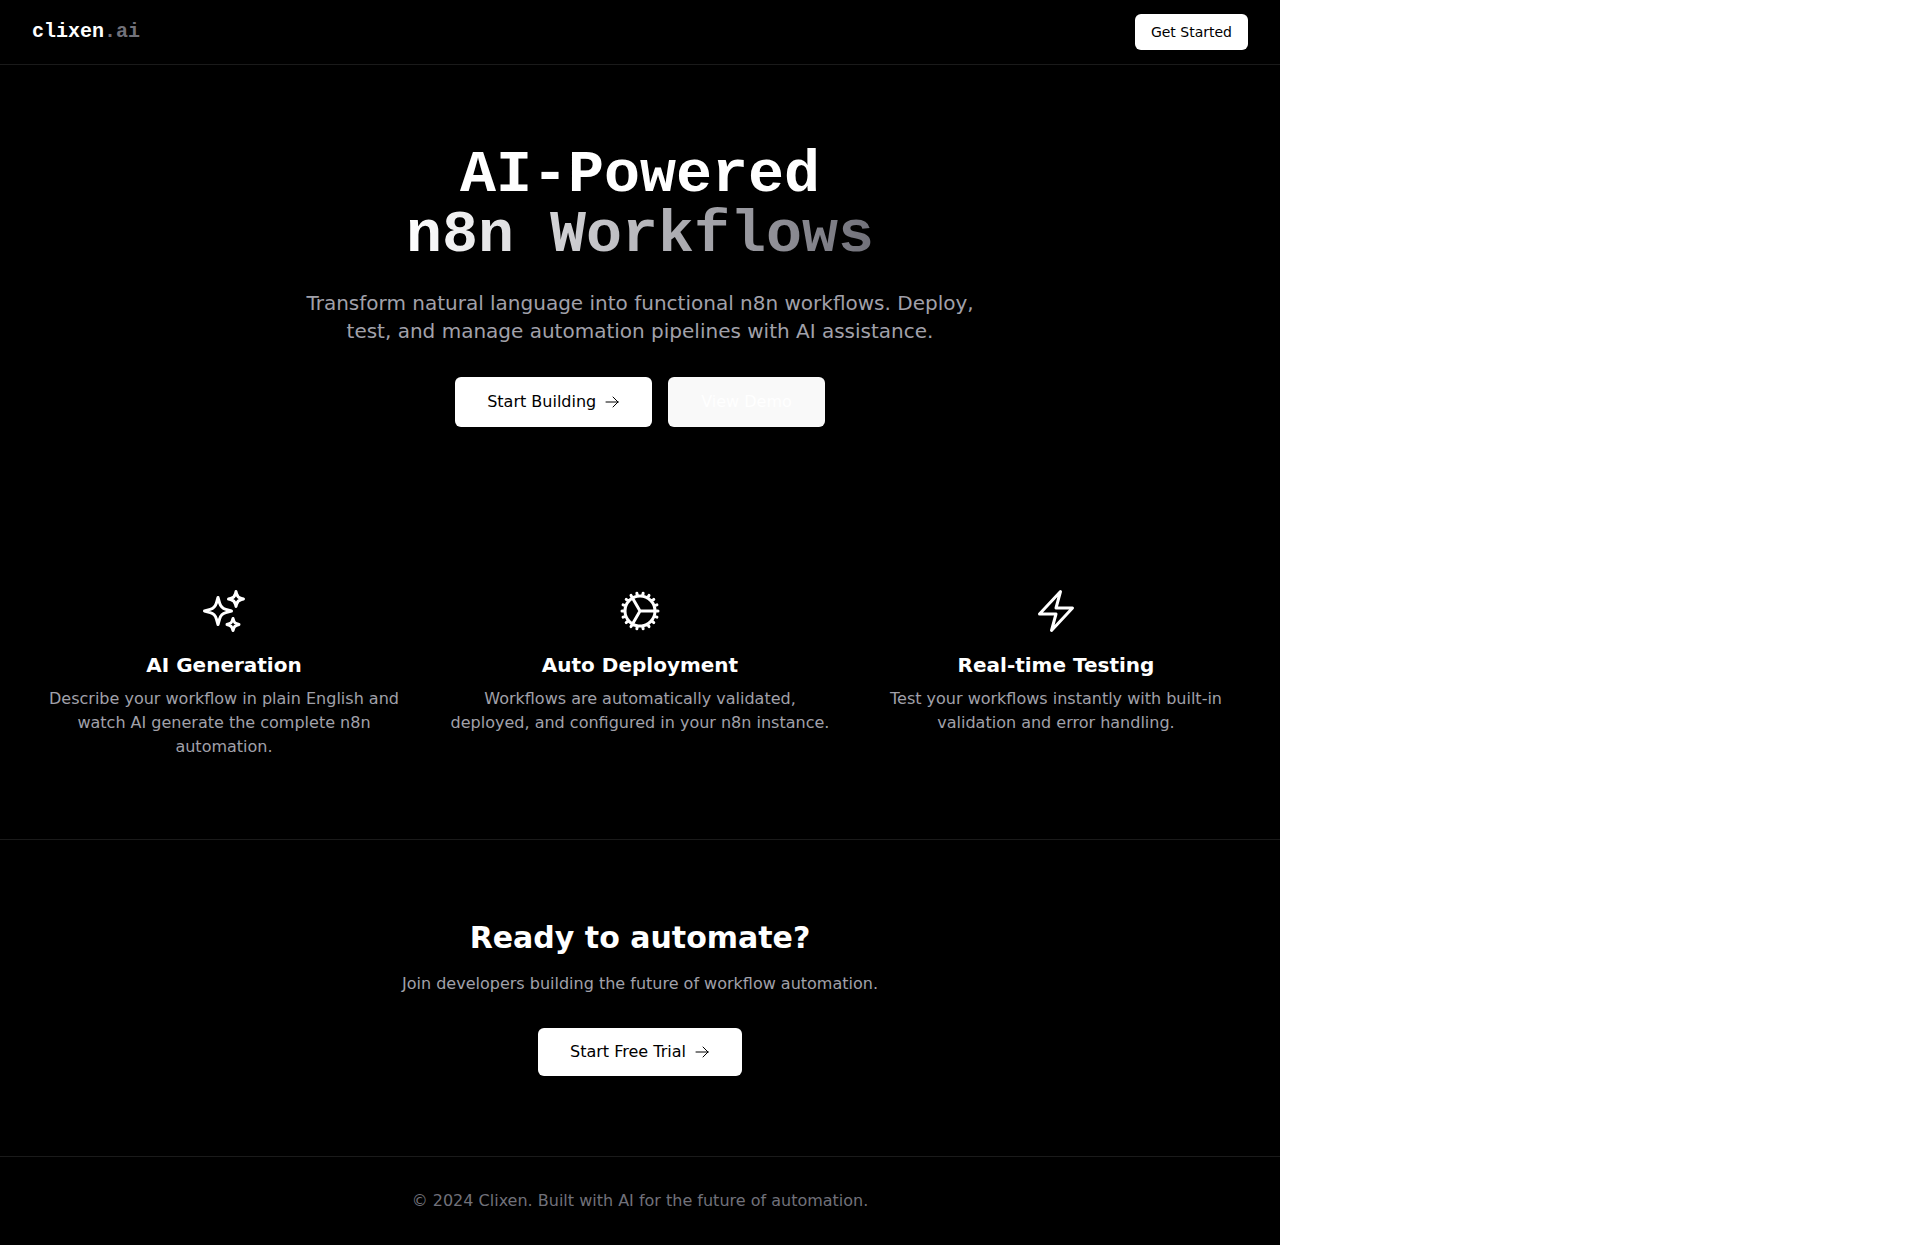 clixen.ai
Get Started
AI-Powered
n8n Workflows
Transform natural language into functional n8n workflows. Deploy,
test, and manage automation pipelines with AI assistance.
Start Building
View Demo
AI Generation
Describe your workflow in plain English and
watch AI generate the complete n8n
automation.
Auto Deployment
Workflows are automatically validated,
deployed, and configured in your n8n instance.
Real-time Testing
Test your workflows instantly with built-in
validation and error handling.
Ready to automate?
Join developers building the future of workflow automation.
Start Free Trial
© 2024 Clixen. Built with AI for the future of automation.